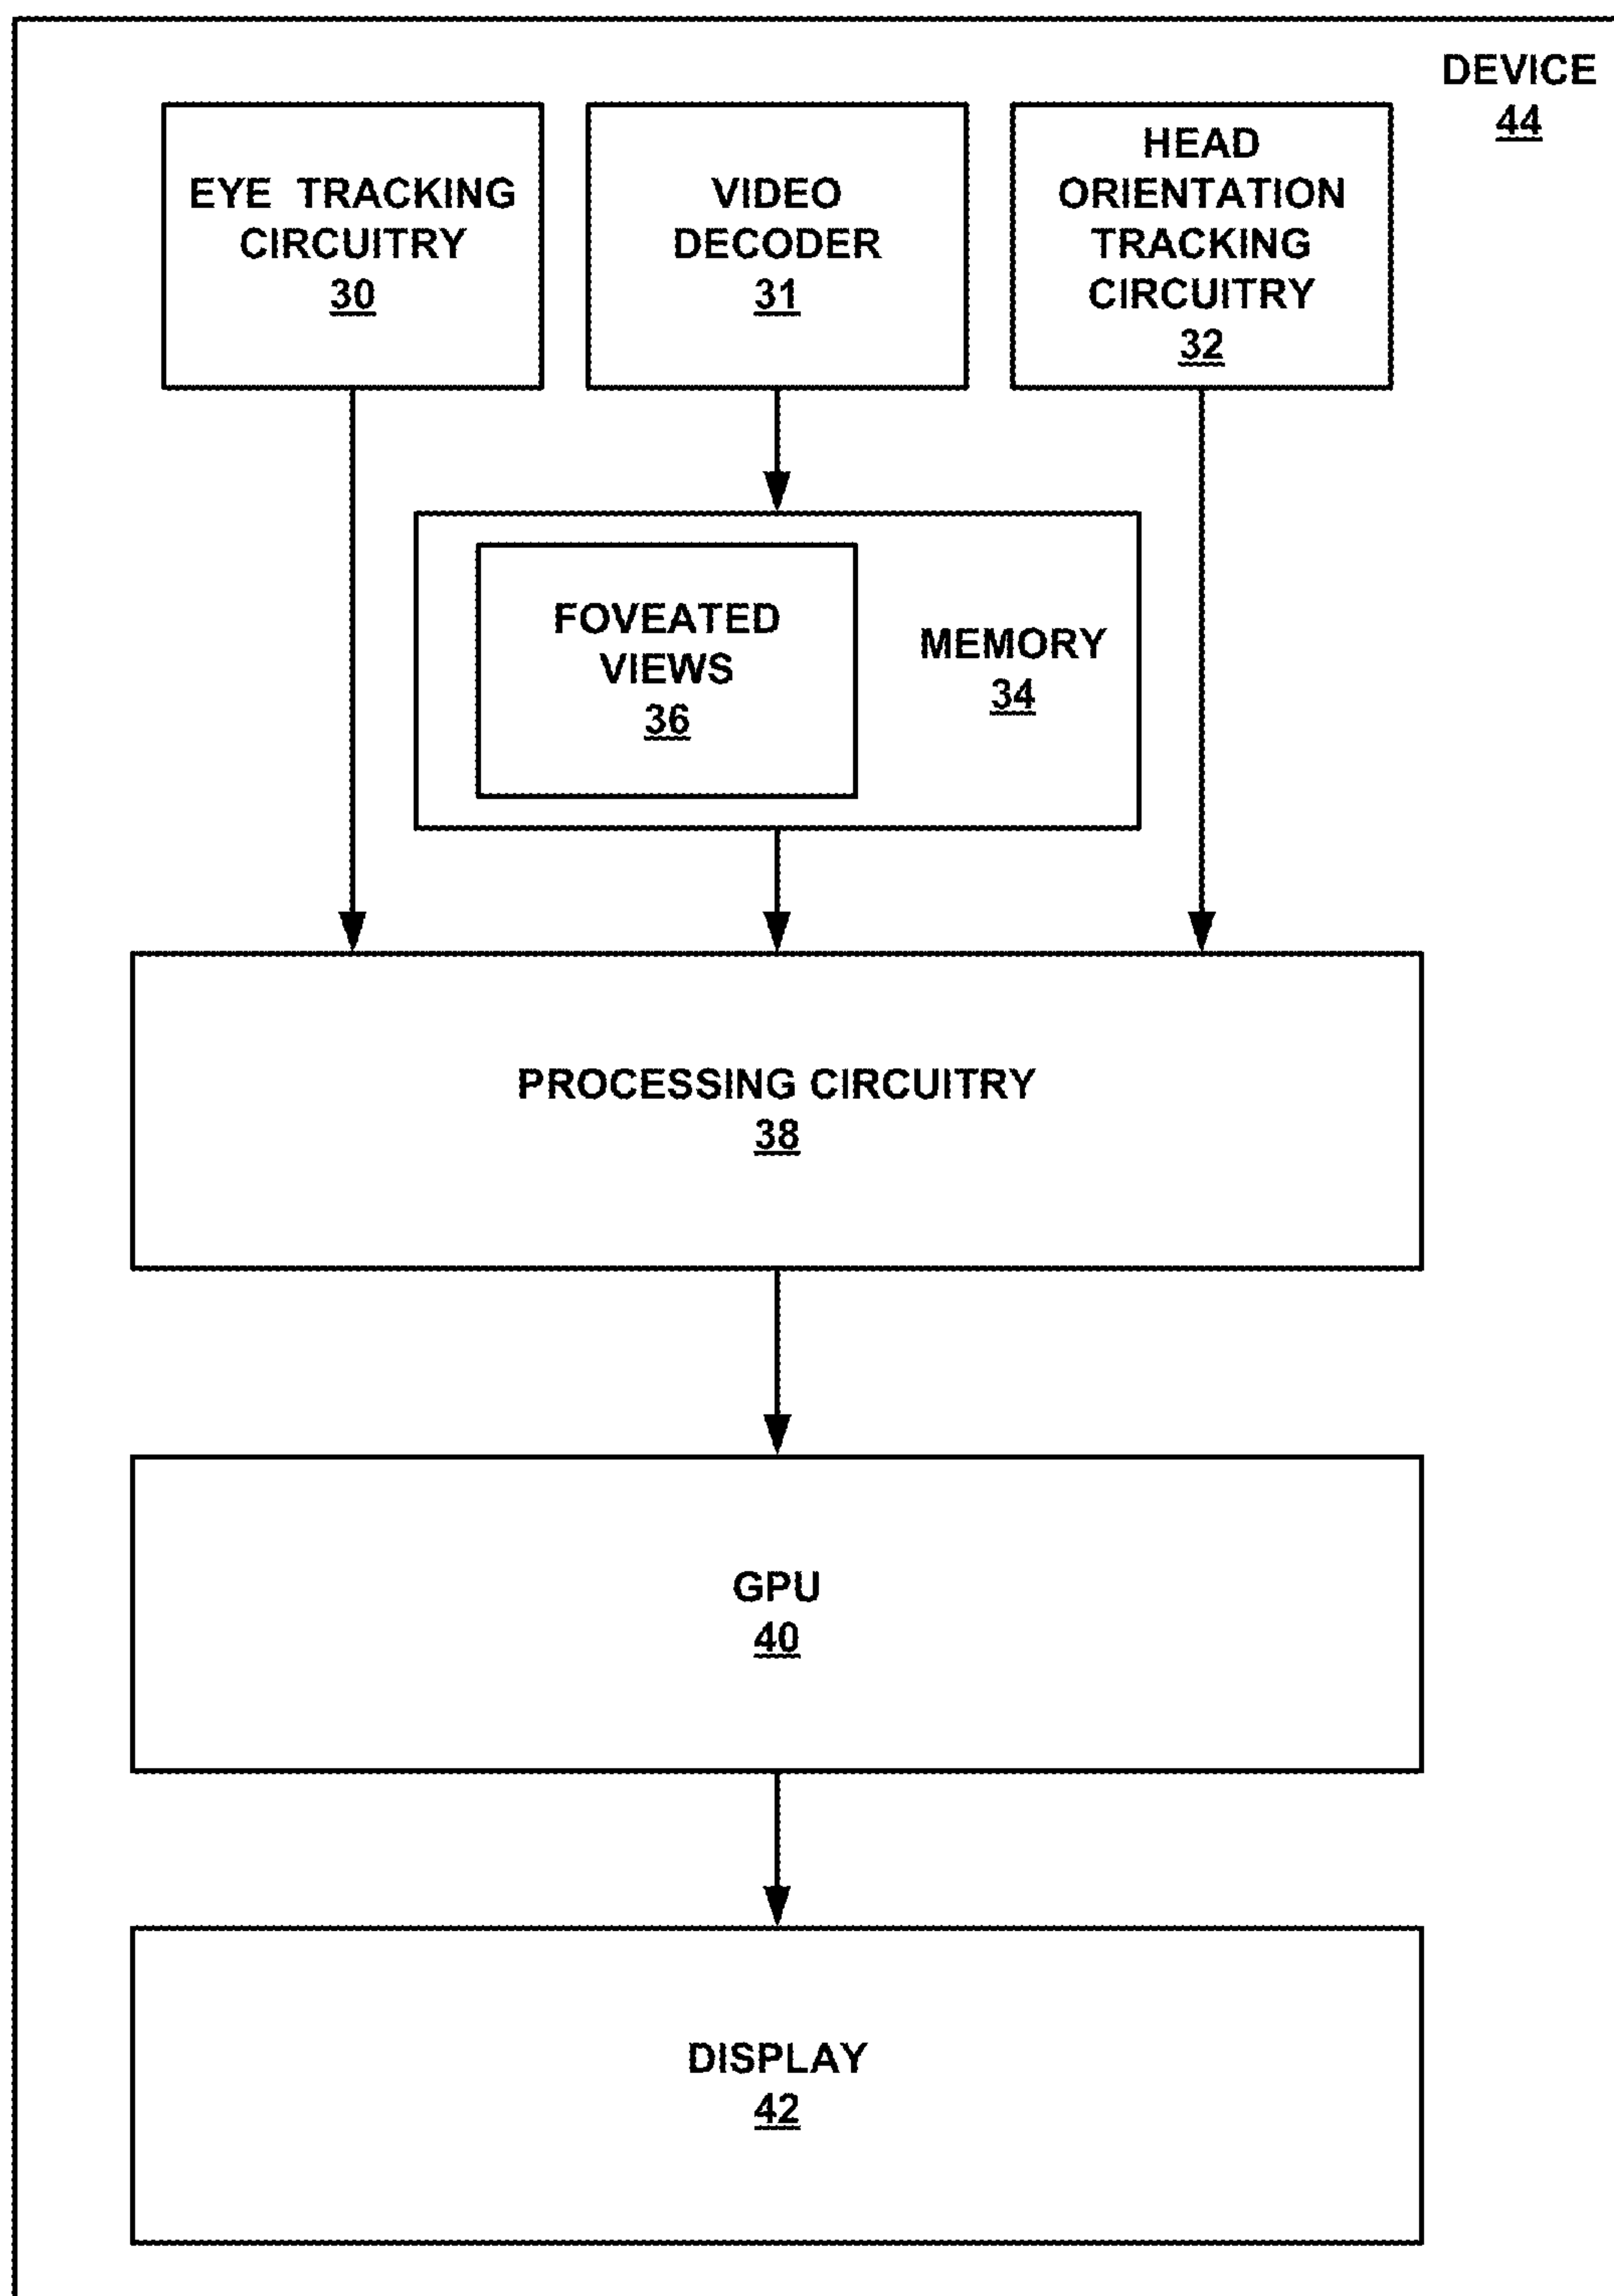 DEVICE
44
EYE TRACKING
CIRCUITRY
30
VIDEO
DECODER
31
HEAD
ORIENTATION
TRACKING
CIRCUITRY
32
FOVEATED
VIEWS
36
MEMORY
34
PROCESSING CIRCUITRY
38
GPU
40
DISPLAY
42